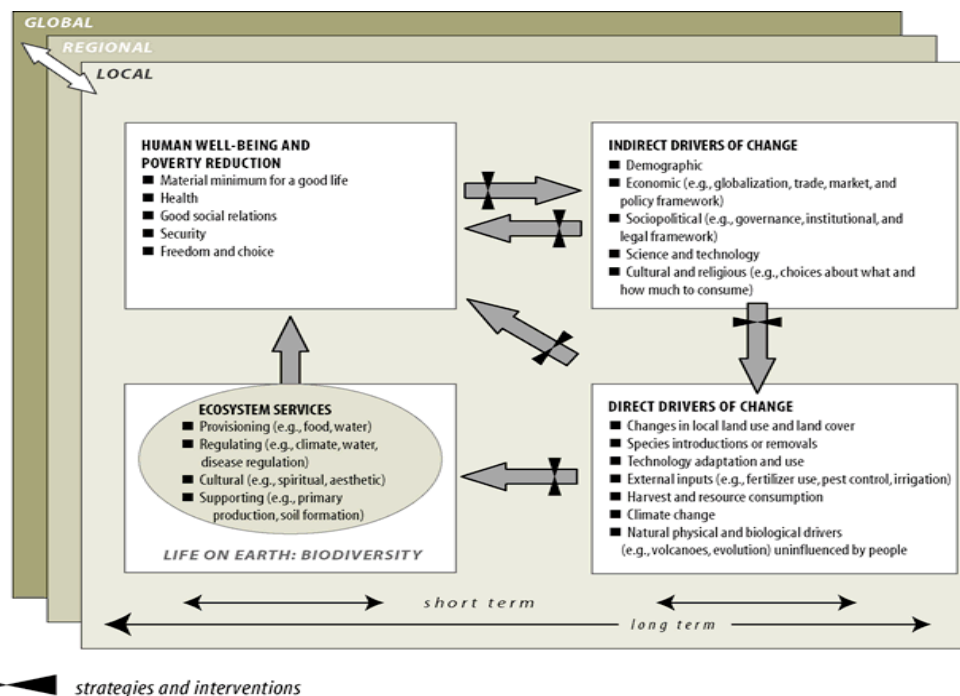 GLOBAL
REGIONAL
LOCAL
HUMAN WELL-BEING AND
POVERTY REDUCTION
■ Material minimum for a good life
■ Health
■ Good social relations
■ Security
■ Freedom and choice
INDIRECT DRIVERS OF CHANGE
■ Demographic
■ Economic (e.g., globalization, trade, market, and
policy framework)
■ Sociopolitical (e.g., governance, institutional, and
legal framework)
■ Science and technology
■ Cultural and religious (e.g., choices about what and
how much to consume)
ECOSYSTEM SERVICES
■ Provisioning (e.g., food, water)
■ Regulating (e.g., climate, water,
disease regulation)
■ Cultural (e.g., spiritual, aesthetic)
■ Supporting (e.g., primary
production, soil formation)
LIFE ON EARTH: BIODIVERSITY
DIRECT DRIVERS OF CHANGE
■ Changes in local land use and land cover
■ Species introductions or removals
■ Technology adaptation and use
■ External inputs (e.g., fertilizer use, pest control, irrigation)
■ Harvest and resource consumption
■ Climate change
■ Natural physical and biological drivers
(e.g., volcanoes, evolution) uninfluenced by people
short term
long term
strategies and interventions